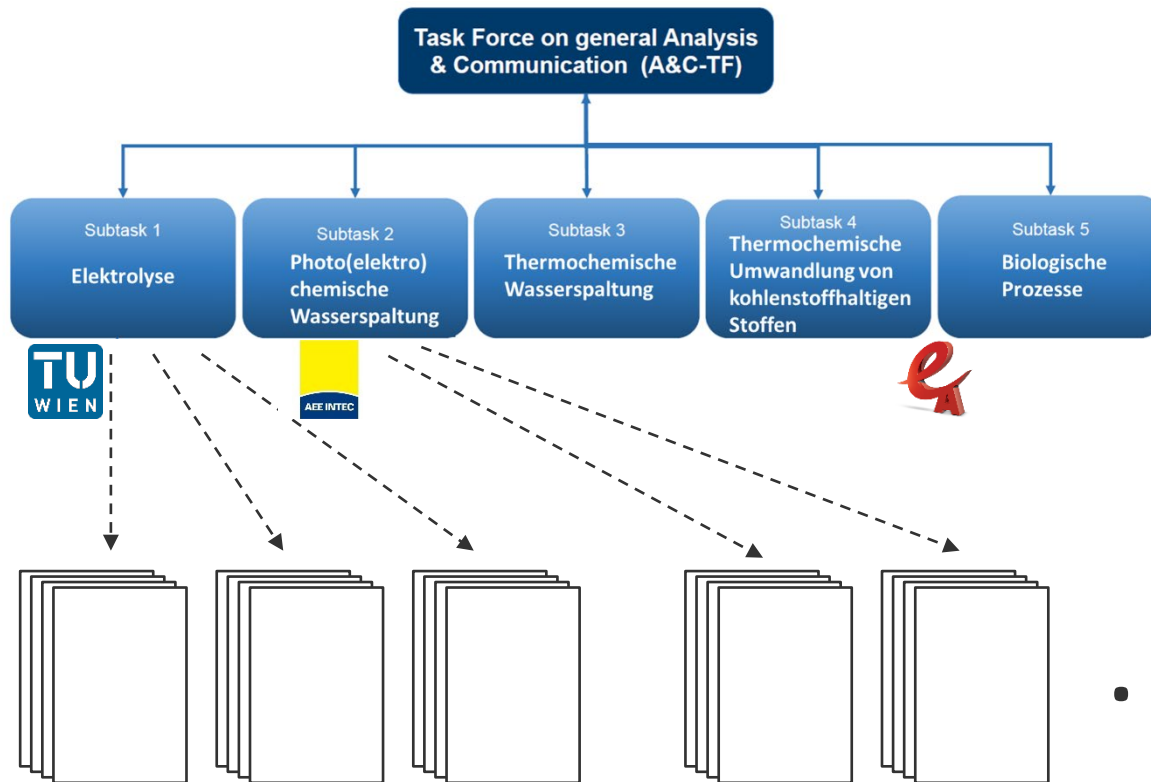 Task Force on general Analysis
& Communication (A&C-TF)
Subtask 1
Elektrolyse
Subtask 2
Photo(elektro)
chemische
Wasserspaltung
Subtask 3
Thermochemische
Wasserspaltung
Subtask 4
Thermochemische
Umwandlung von
kohlenstoffhaltigen
Stoffen
Subtask 5
Biologische
Prozesse
TU
WIEN
AEE INTEC
e
&
A